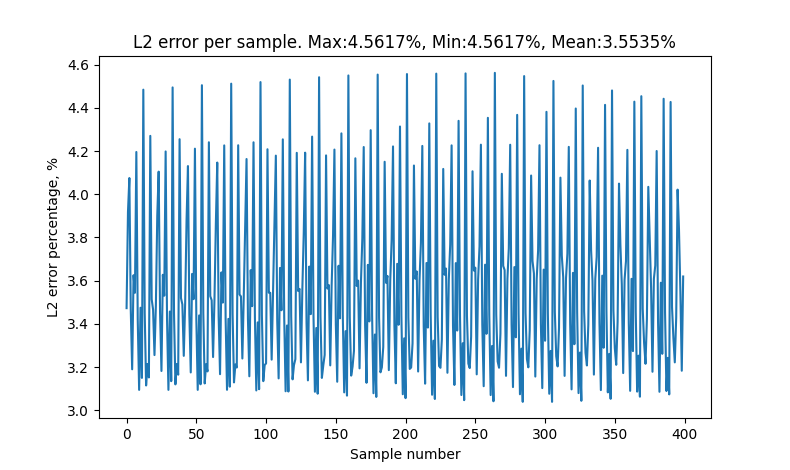 L2 error per sample. Max:4.5617%, Min:4.5617%, Mean:3.5535%
4.6
4.4
4.2
4.0
3.8
3.6
3.4
3.2
3.0
L2 error percentage, %
0 50 100 150 200 250 300 350 400
Sample number